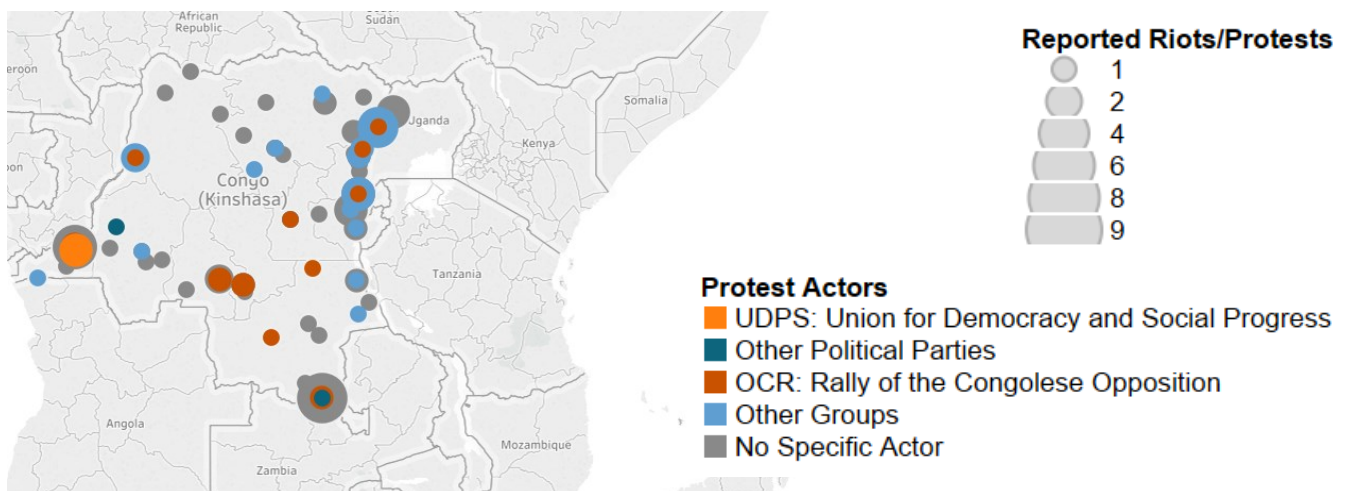 African
Republic
Sudan
eroon
Somalia
Uganda
Kenya
bon
Congo
(Kinshasa)
Tanzania
Angola
Mozambique
Zambia
Reported Riots/Protests
1
2
4
6
8
9
Protest Actors
UDPS: Union for Democracy and Social Progress
Other Political Parties
OCR: Rally of the Congolese Opposition
Other Groups
No Specific Actor